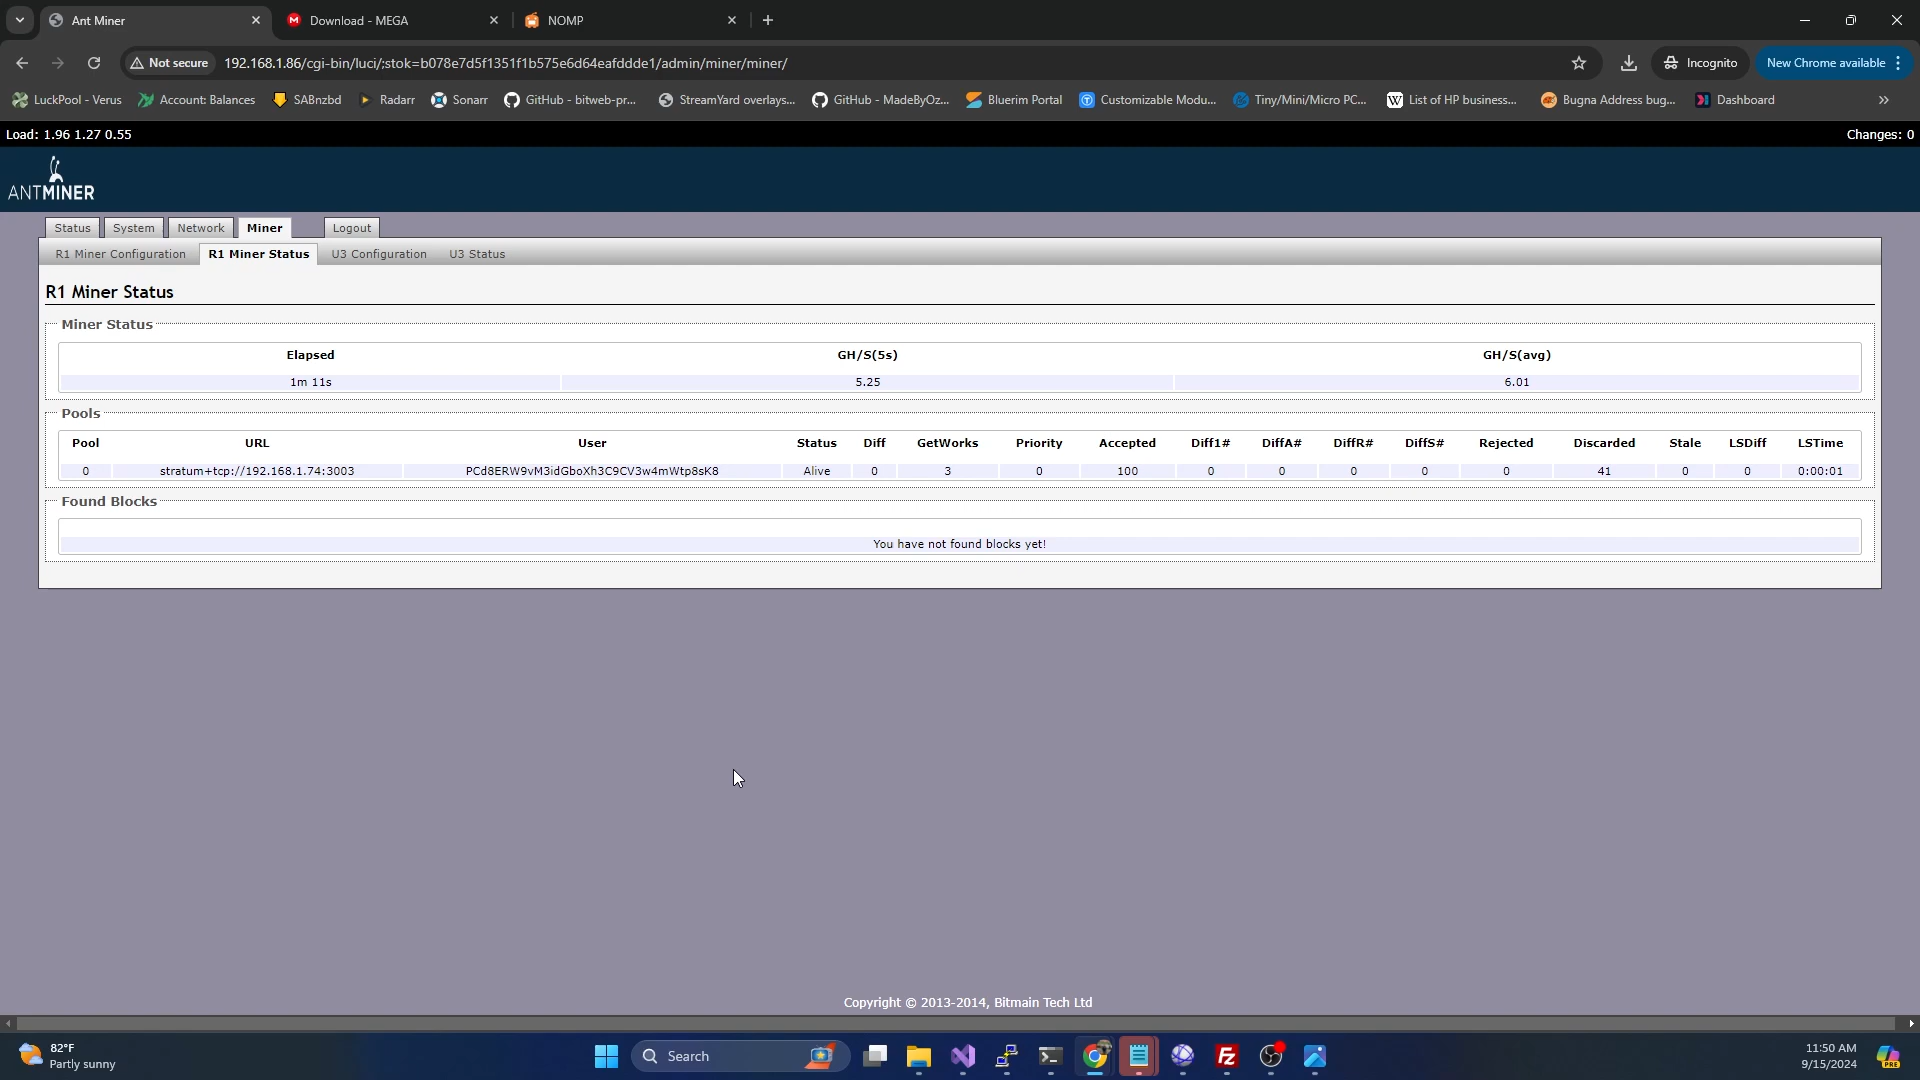 Ant Miner
Download - MEGA
NOMP
Not secure
192.168.1.86/cgi-bin/luci/;stok=b078e7d5f1351f1b575e6d64eafddde1/admin/miner/miner/
Incognito
New Chrome available
LuckPool - Verus
Account: Balances
SABnzbd
Radarr
Sonarr
GitHub - bitweb-pr...
StreamYard overlays...
GitHub - MadeByOz...
Bluerim Portal
Customizable Modu...
Tiny/Mini/Micro PC...
List of HP business...
Bugna Address bug...
Dashboard
Load: 1.96 1.27 0.55
Changes: 0
ANTMINER
Status System Network Miner Logout
R1 Miner Configuration R1 Miner Status U3 Configuration U3 Status
R1 Miner Status
Miner Status
Elapsed GH/S(5s) GH/S(avg)
1m 11s 5.25 6.01
Pools
Pool URL User Status Diff GetWorks Priority Accepted Diff1# DiffA# DiffR# DiffS# Rejected Discarded Stale LSDiff LSTime
0 stratum+tcp://192.168.1.74:3003 PCd8ERW9vM3idGboXh3C9CV3w4mWtp8sK8 Alive 0 3 0 100 0 0 0 0 0 41 0 0 0:00:01
Found Blocks
You have not found blocks yet!
Copyright © 2013-2014, Bitmain Tech Ltd
82°F
Partly sunny
Search
11:50 AM
9/15/2024
PRE